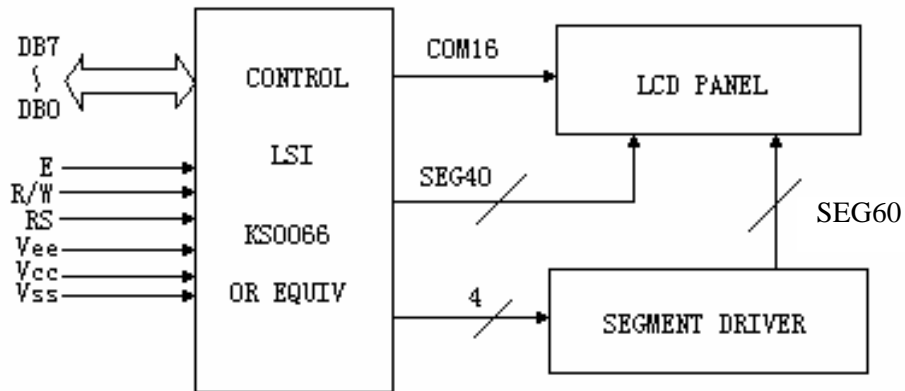 DB7
~
DB0
E
R/W
RS
Vee
Vcc
Vss
CONTROL
LSI
KS0066
OR EQUIV
COM16
SEG40
4
LCD PANEL
SEG60
SEGMENT DRIVER